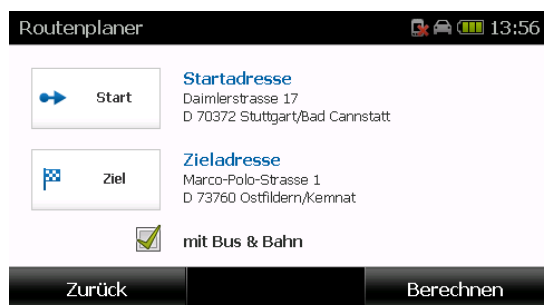 Routenplaner
13:56
Start
Startadresse
Daimlerstrasse 17
D 70372 Stuttgart/Bad Cannstatt
Ziel
Zieladresse
Marco-Polo-Strasse 1
D 73760 Ostfildern/Kemnat
mit Bus & Bahn
Zurück
Berechnen